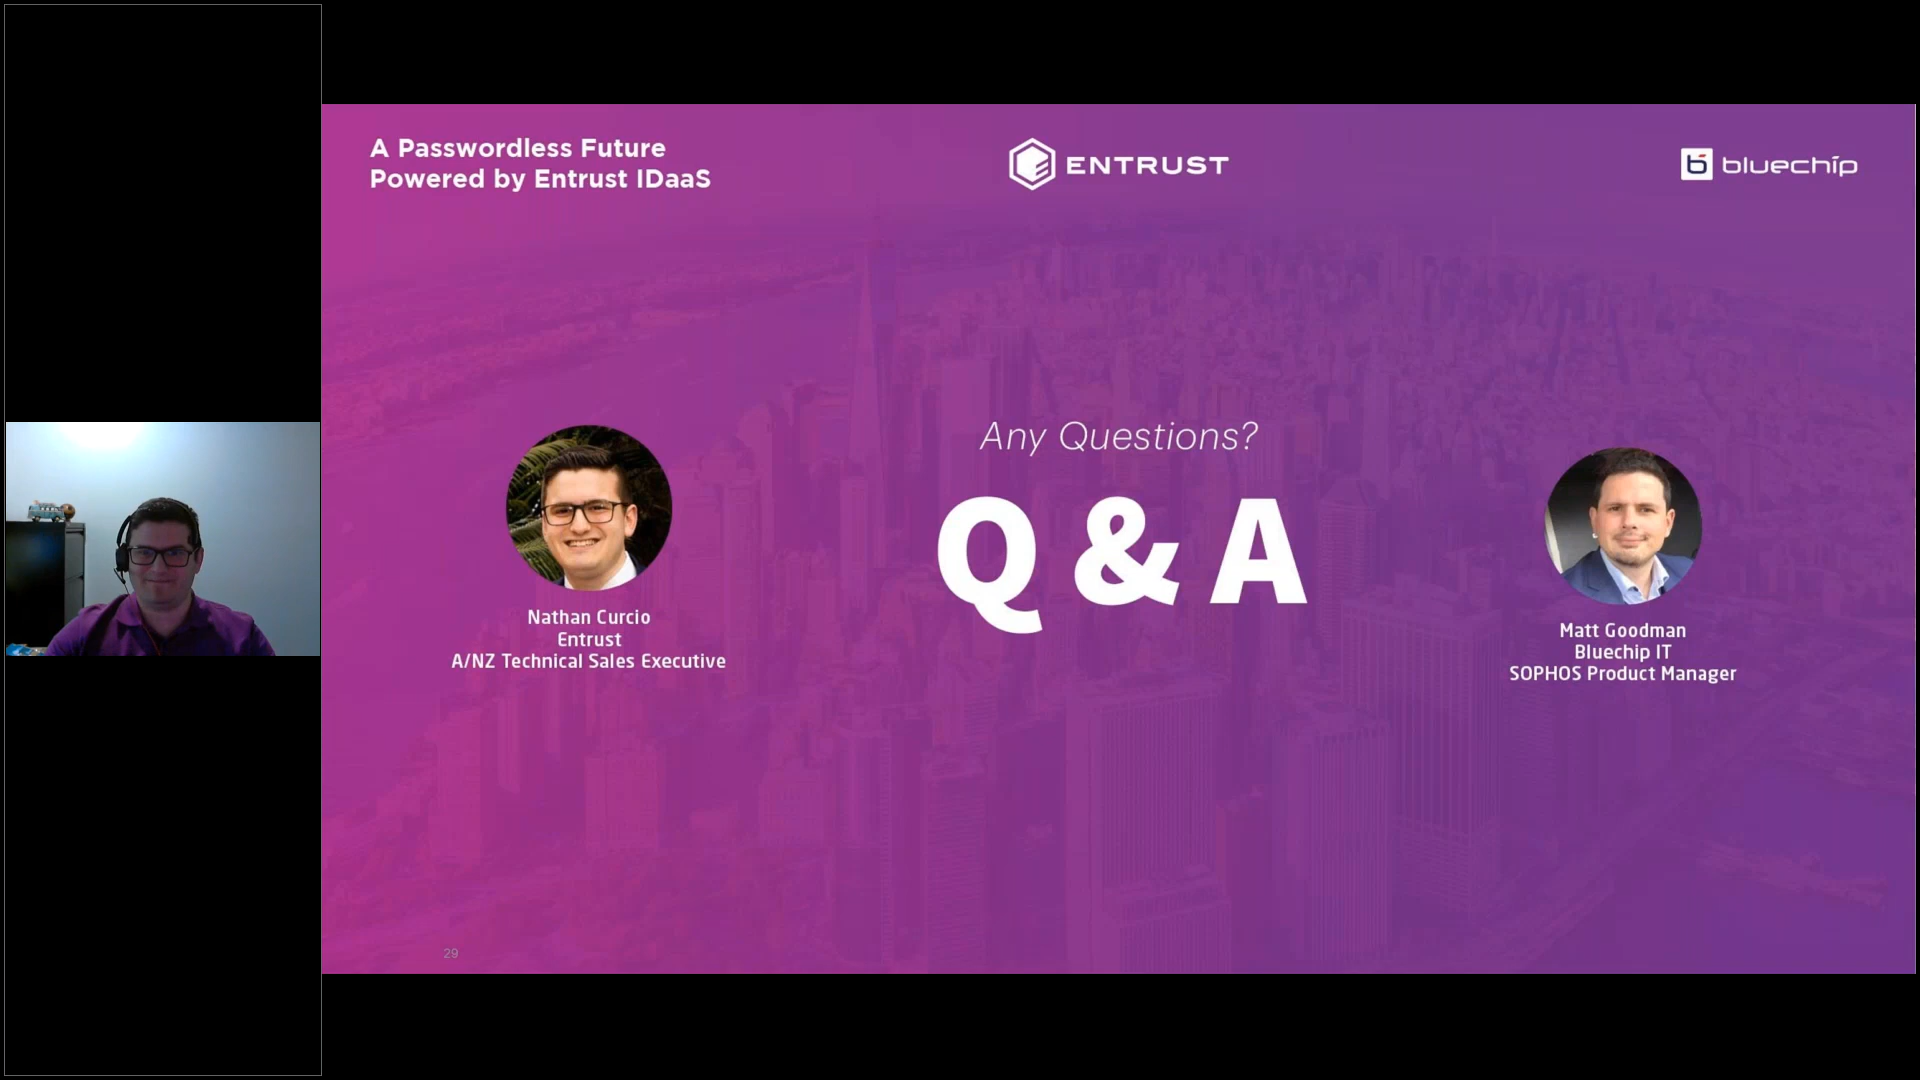 A Passwordless Future
Powered by Entrust IDaaS
ENTRUST
b bluechip
Any Questions?
Q & A
Nathan Curcio
Entrust
A/NZ Technical Sales Executive
Matt Goodman
Bluechip IT
SOPHOS Product Manager
29